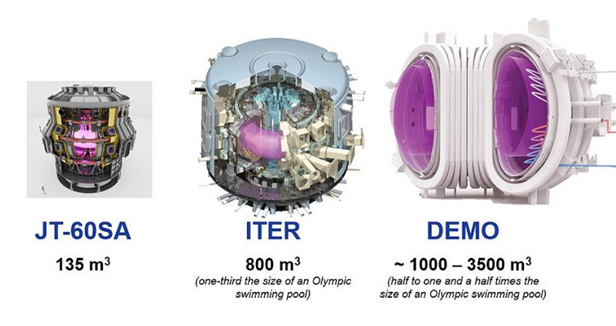 JT-60SA
135 m³
ITER
800 m³
(one-third the size of an Olympic
swimming pool)
DEMO
~ 1000 – 3500 m³
(half to one and a half times the
size of an Olympic swimming pool)